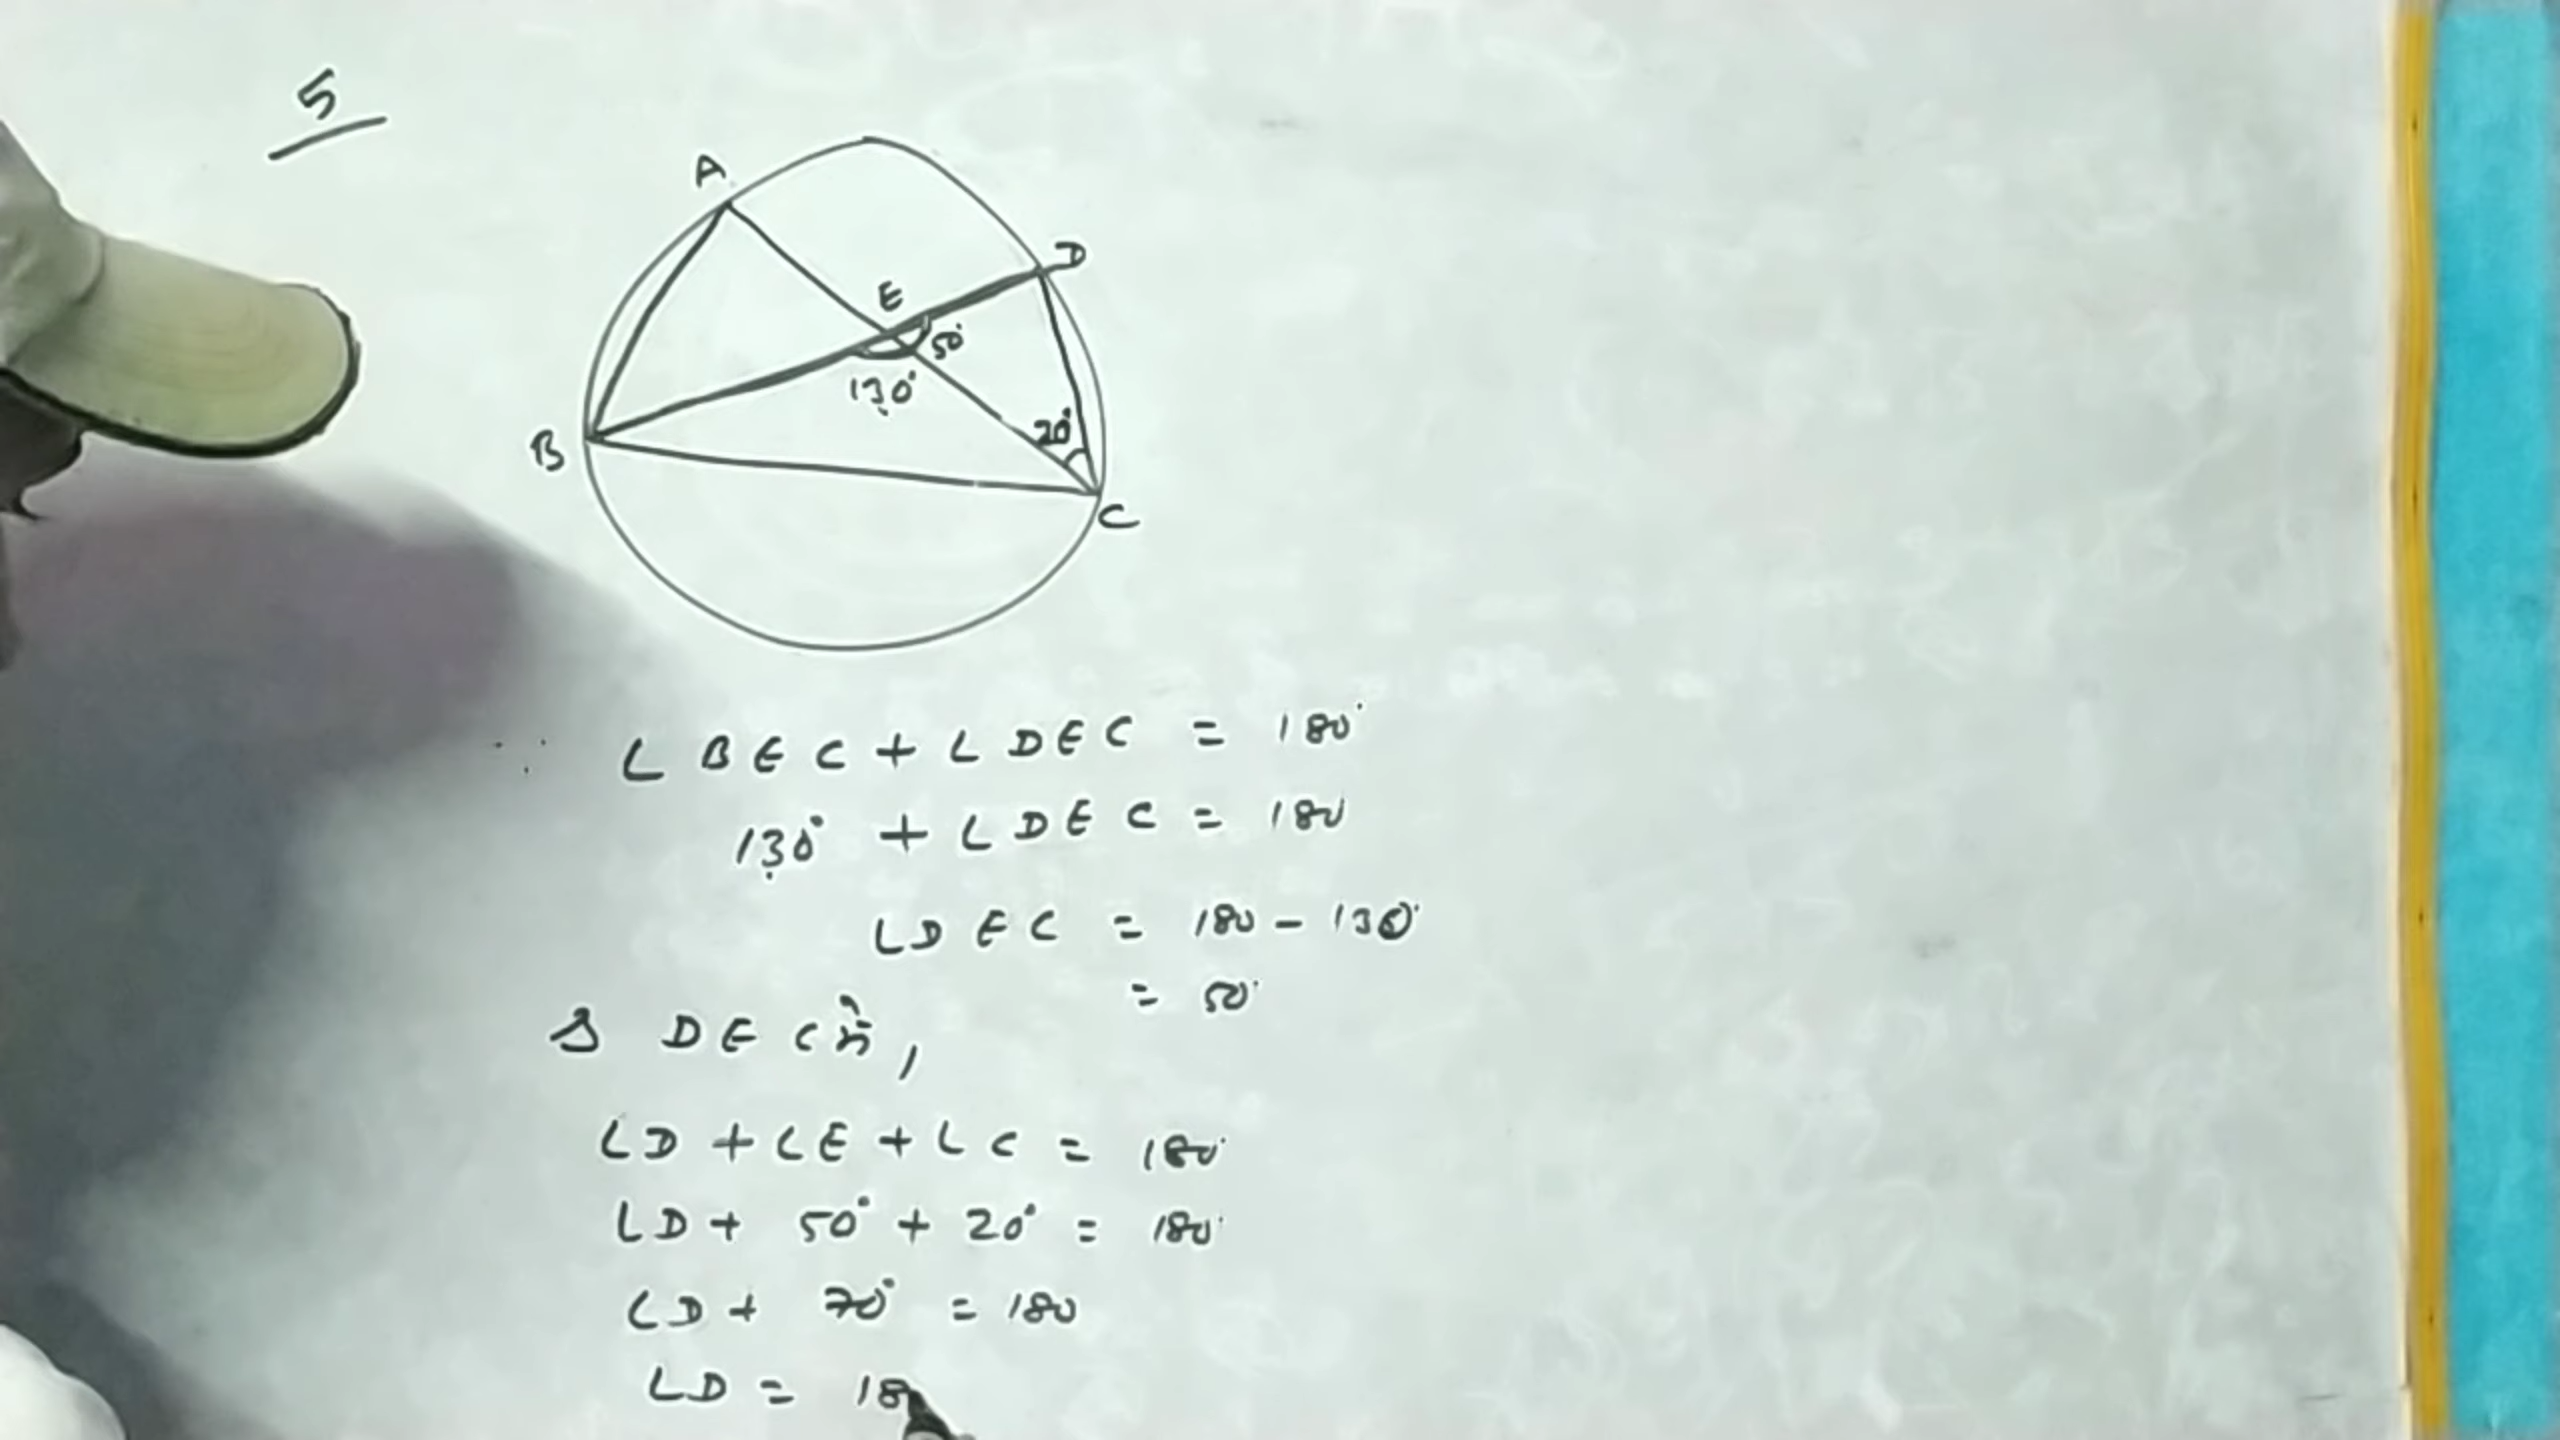 5
A
D
E
50°
130°
20°
B
C
∵ ∠BEC + ∠DEC = 180°
130° + ∠DEC = 180
∠DEC = 180 - 130°
= 50°
Δ DEC में,
∠D + ∠E + ∠C = 180°
∠D + 50° + 20° = 180°
∠D + 70° = 180
∠D = 18